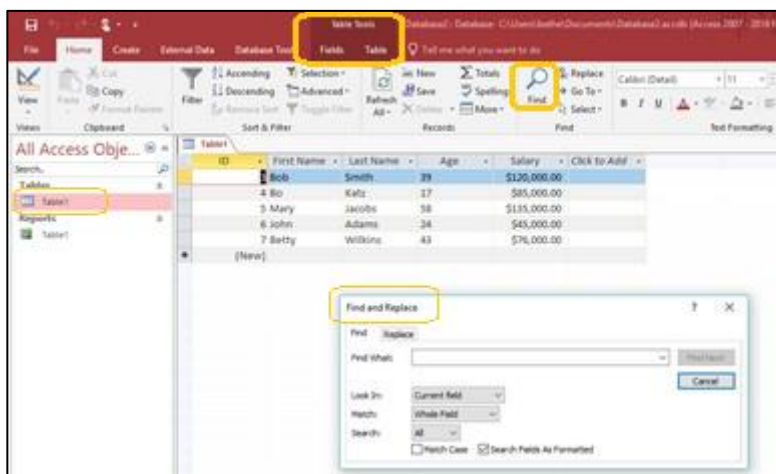 Table Tools Database2 : Database- C:\Users\bethe\Documents\Database2.accdb (Access 2007 - 2016
File Home Create External Data Database Tools Fields Table Tell me what you want to do
View Paste Cut Copy Format Painter
Filter Ascending Descending Remove Sort Selection Advanced Toggle Filter
Refresh All New Save Delete Totals Spelling More
Find Replace Go To Select
Calibri (Detail) 11
B I U A
Views Clipboard Sort & Filter Records Find Text Formatting
All Access Obje...
Search..
Tables
Table1
Reports
Table1
Table1
ID First Name Last Name Age Salary Click to Add
3 Bob Smith 39 $120,000.00
4 Bo Katz 17 $85,000.00
5 Mary Jacobs 58 $135,000.00
6 John Adams 24 $45,000.00
7 Betty Wilkins 43 $76,000.00
(New)
Find and Replace ? X
Find Replace
Find What: Find Next
Cancel
Look In: Current field
Match: Whole Field
Search: All
Match Case Search Fields As Formatted